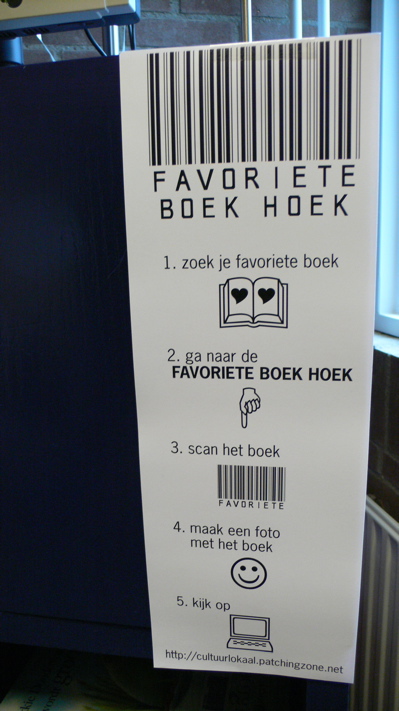 FAVORIETE
BOEK HOEK
1. zoek je favoriete boek
2. ga naar de
FAVORIETE BOEK HOEK
3. scan het boek
FAVORIETE
4. maak een foto
met het boek
5. kijk op
http://cultuurlokaal.patchingzone.net